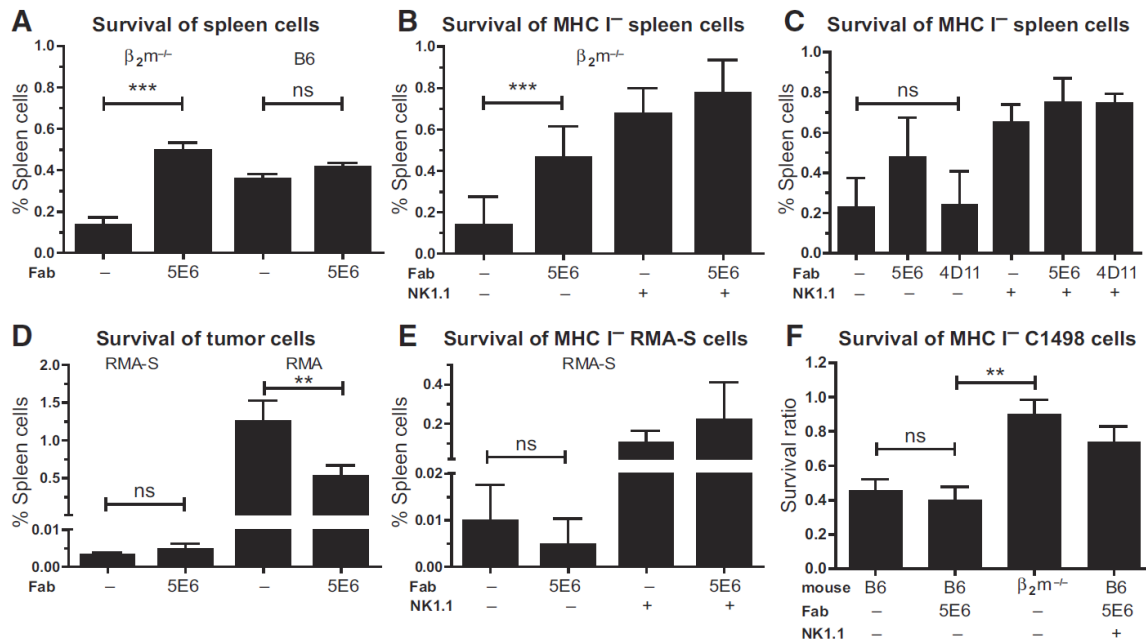 A Survival of spleen cells
β₂m⁻/⁻ B6
*** ns
% Spleen cells
1.0
0.8
0.6
0.4
0.2
0.0
Fab – 5E6 – 5E6
B Survival of MHC I⁻ spleen cells
β₂m⁻/⁻
***
% Spleen cells
1.0
0.8
0.6
0.4
0.2
0.0
Fab – 5E6 – 5E6
NK1.1 – – + +
C Survival of MHC I⁻ spleen cells
ns
% Spleen cells
1.0
0.8
0.6
0.4
0.2
0.0
Fab – 5E6 4D11 – 5E6 4D11
NK1.1 – – – + + +
D Survival of tumor cells
RMA-S RMA
**
ns
% Spleen cells
2.0
1.5
1.0
0.5
0.01
0.00
Fab – 5E6 – 5E6
E Survival of MHC I⁻ RMA-S cells
RMA-S
ns
% Spleen cells
0.4
0.2
0.02
0.01
0.00
Fab – 5E6 – 5E6
NK1.1 – – + +
F Survival of MHC I⁻ C1498 cells
**
ns
Survival ratio
1.2
1.0
0.8
0.6
0.4
0.2
0.0
mouse B6 B6 β₂m⁻/⁻ B6
Fab – 5E6 – 5E6
NK1.1 – – – +